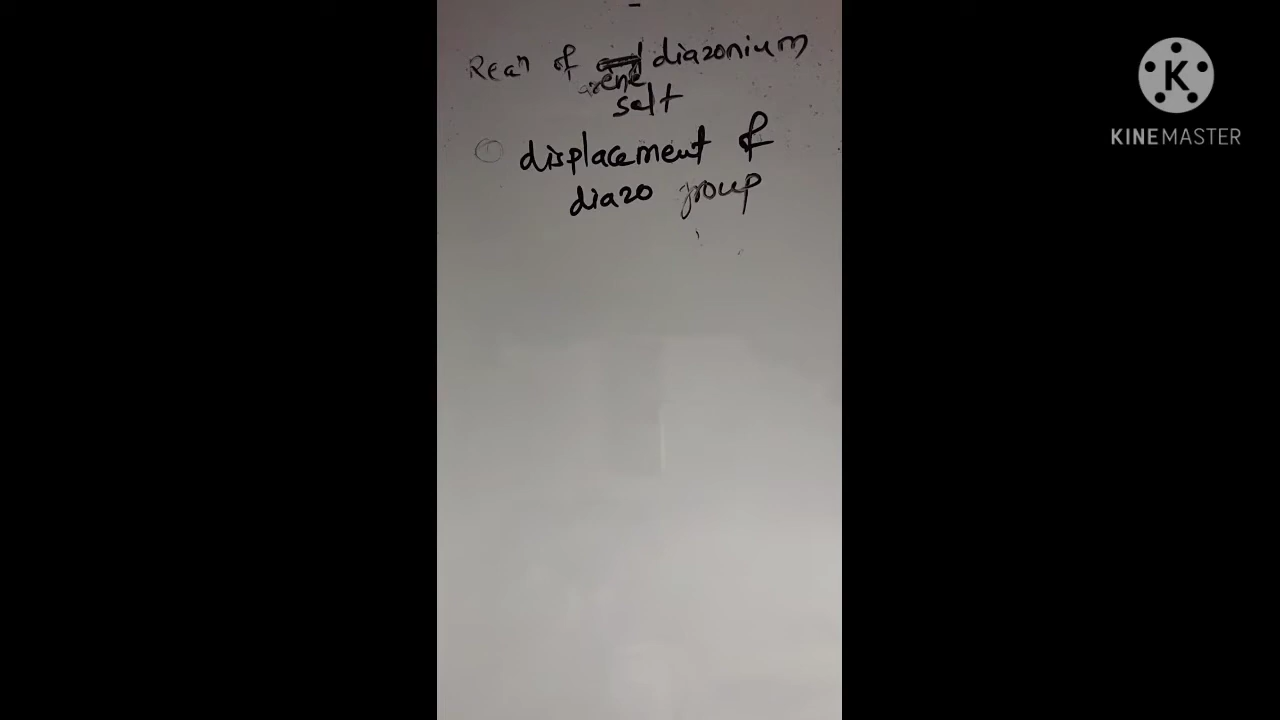 Reaⁿ of diazonium
arene
salt
displacement of
diazo group
K
KINEMASTER